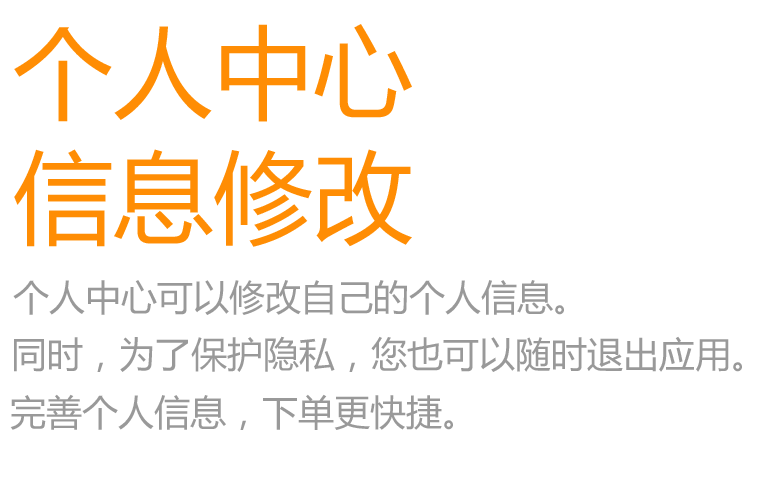 个人中心
信息修改
个人中心可以修改自己的个人信息。
同时，为了保护隐私，您也可以随时退出应用。
完善个人信息，下单更快捷。